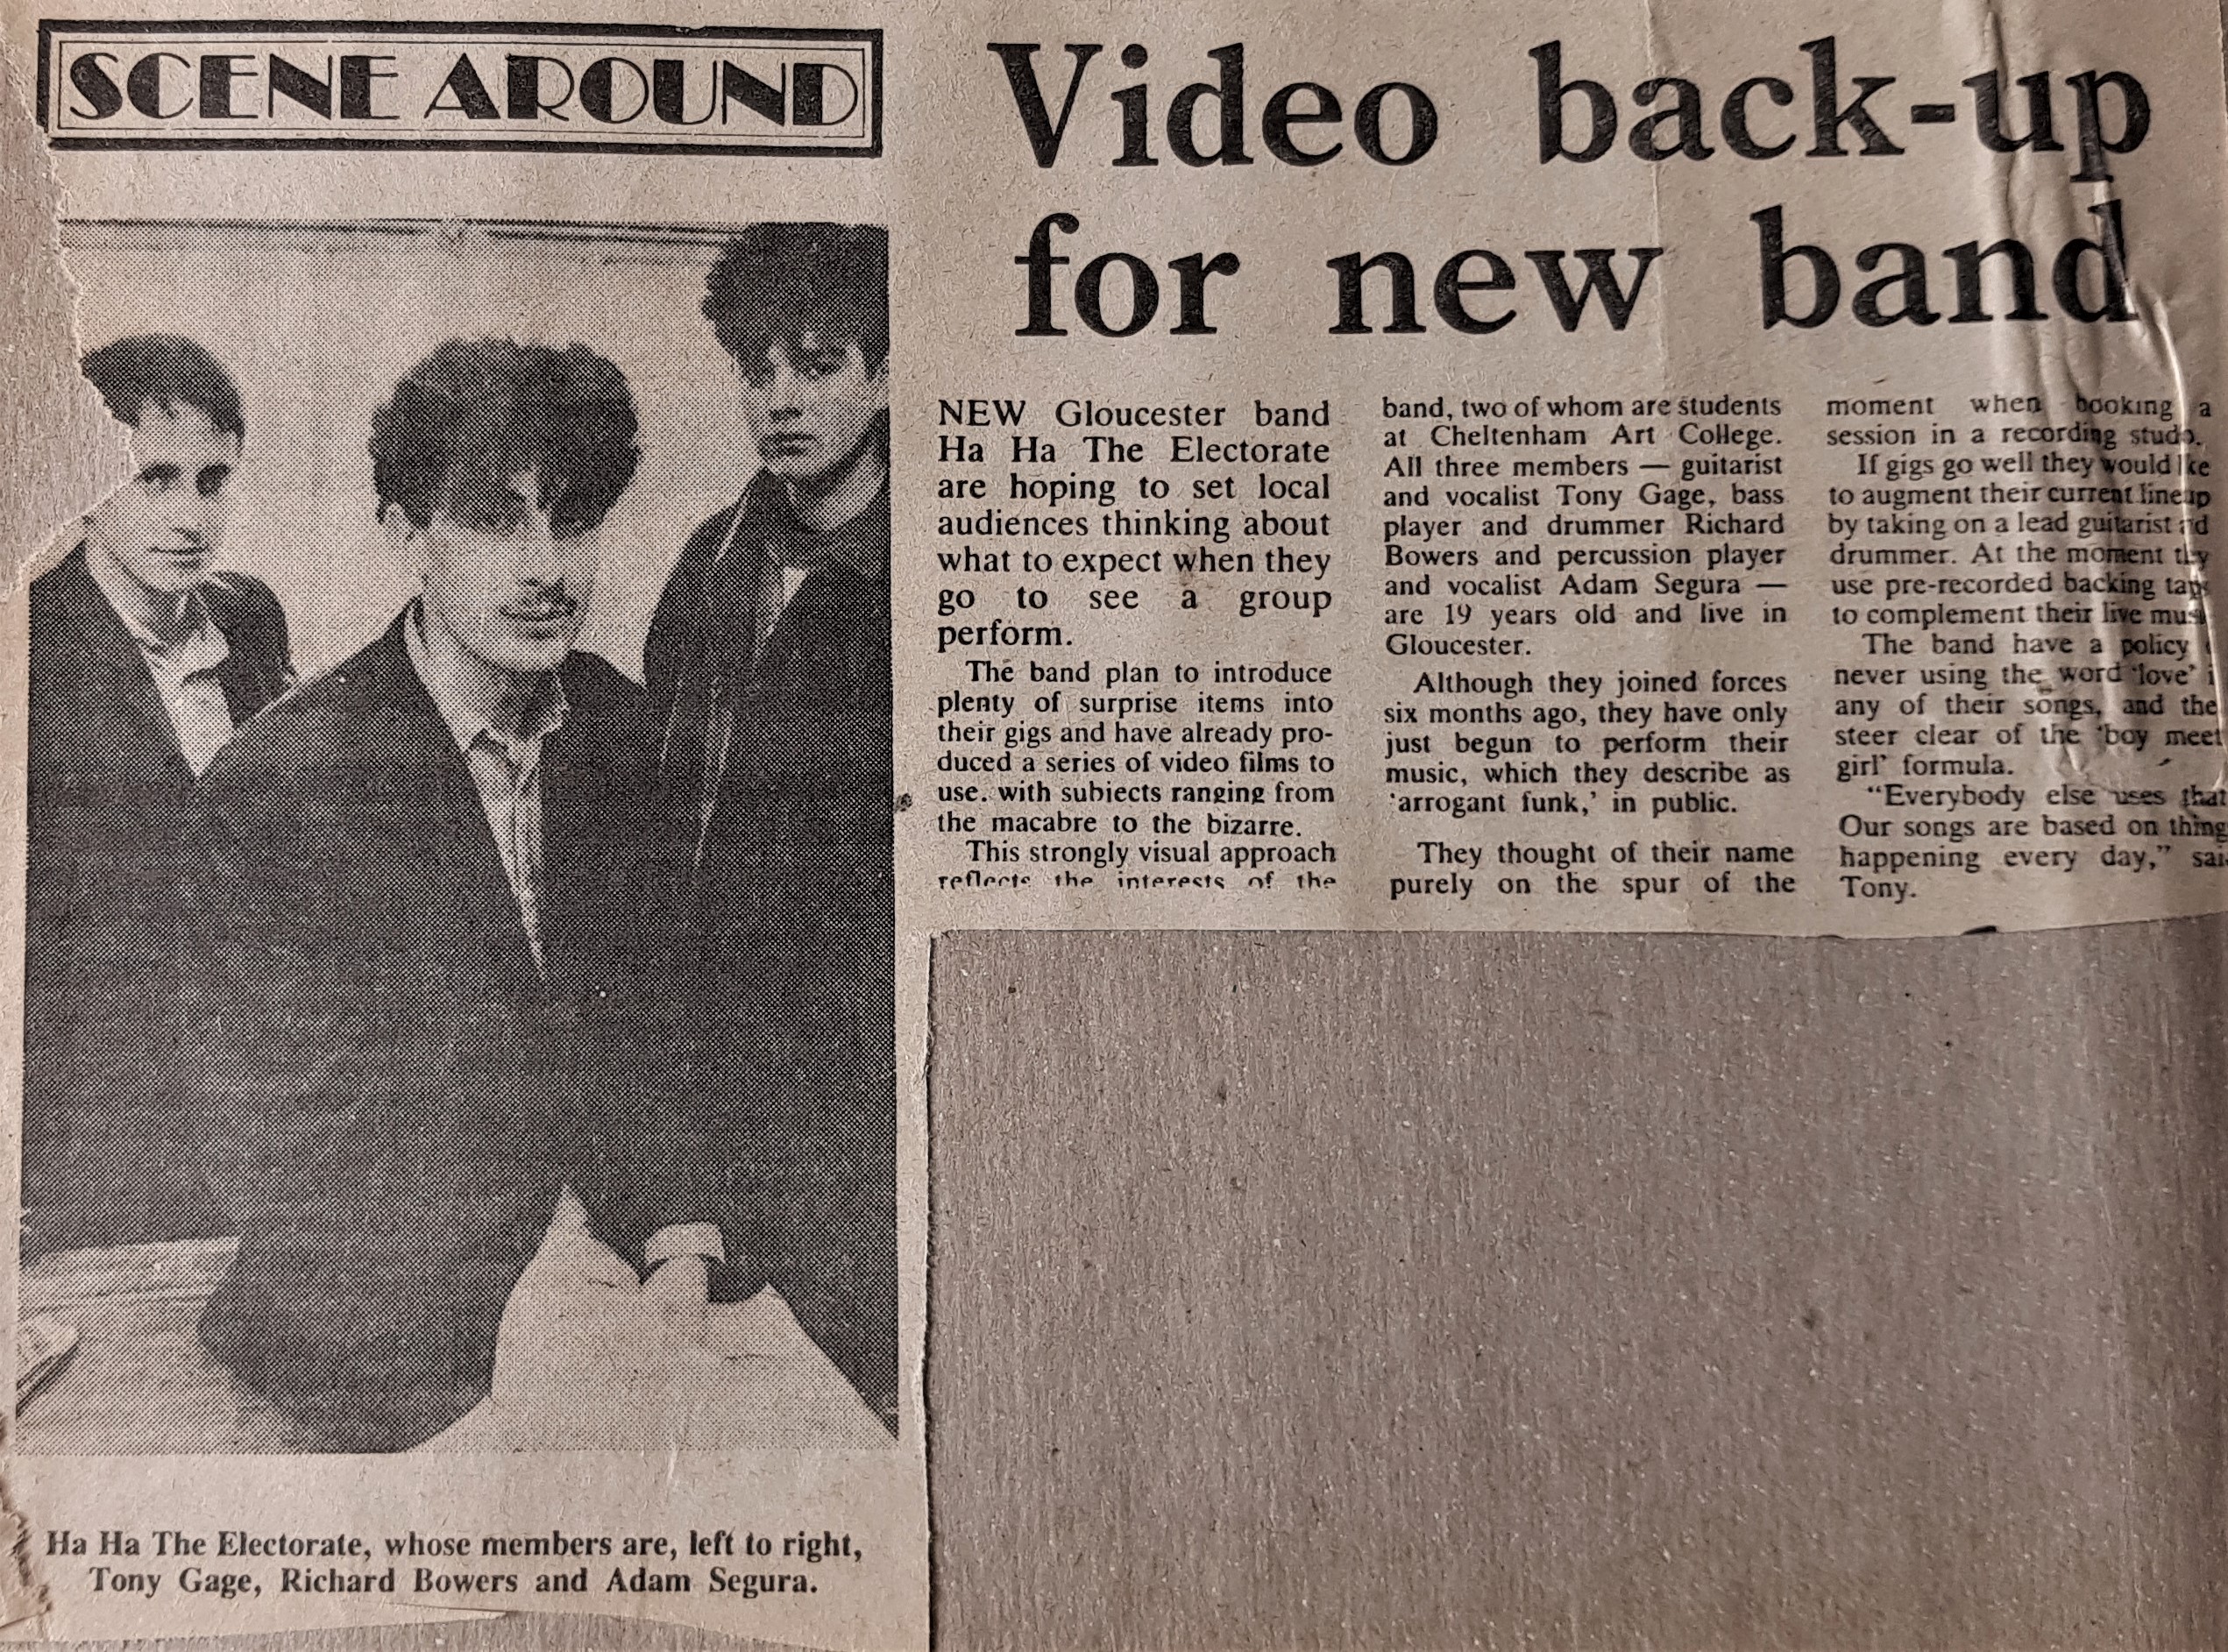 SCENE AROUND
Video back-up
for new band
NEW Gloucester band
Ha Ha The Electorate
are hoping to set local
audiences thinking about
what to expect when they
go to see a group
perform.
The band plan to introduce
plenty of surprise items into
their gigs and have already pro-
duced a series of video films to
use, with subjects ranging from
the macabre to the bizarre.
This strongly visual approach
reflects the interests of the
band, two of whom are students
at Cheltenham Art College.
All three members — guitarist
and vocalist Tony Gage, bass
player and drummer Richard
Bowers and percussion player
and vocalist Adam Segura —
are 19 years old and live in
Gloucester.
Although they joined forces
six months ago, they have only
just begun to perform their
music, which they describe as
‘arrogant funk,’ in public.
They thought of their name
purely on the spur of the
moment when booking a
session in a recording
If gigs go well they would
to augment their current lineup
by taking on a lead guitarist
drummer. At the moment
use pre-recorded backing
to complement their live
The band have a policy
never using the word ‘love’
any of their songs, and
steer clear of the ‘boy meet
girl’ formula.
“Everybody else uses that
Our songs are based on thing
happening every day,”
Tony.
Ha Ha The Electorate, whose members are, left to right,
Tony Gage, Richard Bowers and Adam Segura.